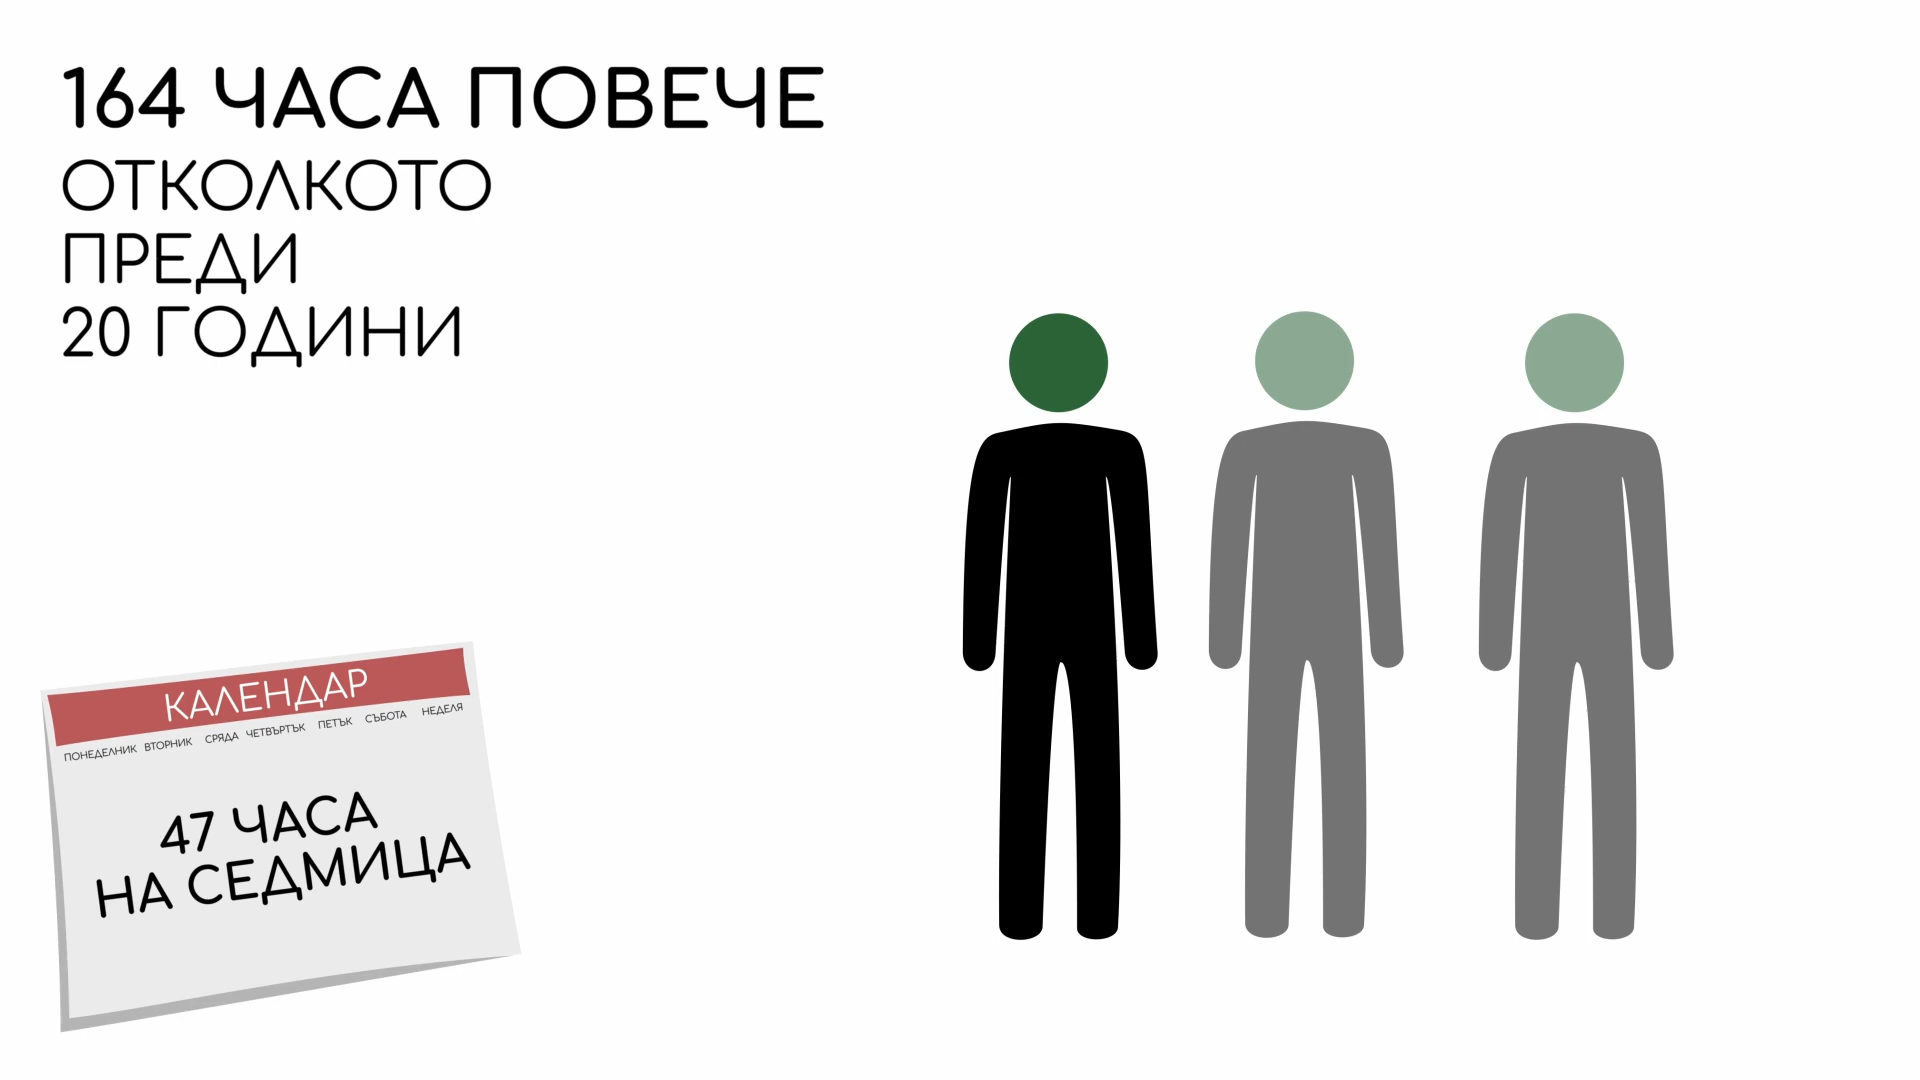 164 ЧАСА ПОВЕЧЕ
ОТКОЛКОТО
ПРЕДИ
20 ГОДИНИ
КАЛЕНДАР
ПОНЕДЕЛНИК ВТОРНИК СРЯДА ЧЕТВЪРТЪК ПЕТЪК СЪБОТА НЕДЕЛЯ
47 ЧАСА
НА СЕДМИЦА